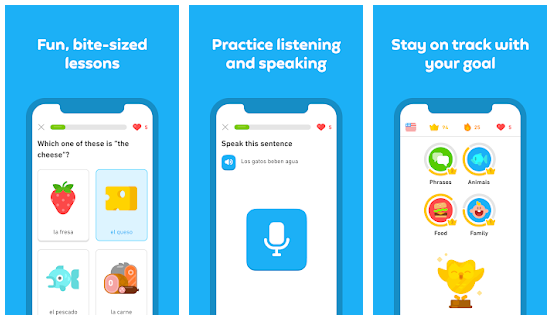 Fun, bite-sized
lessons
5
Which one of these is "the
cheese"?
la fresa
el queso
el pescado
la carne
Practice listening
and speaking
5
Speak this sentence
Los gatos beben agua
Stay on track with
your goal
25
5
Phrases
Animals
Food
Family